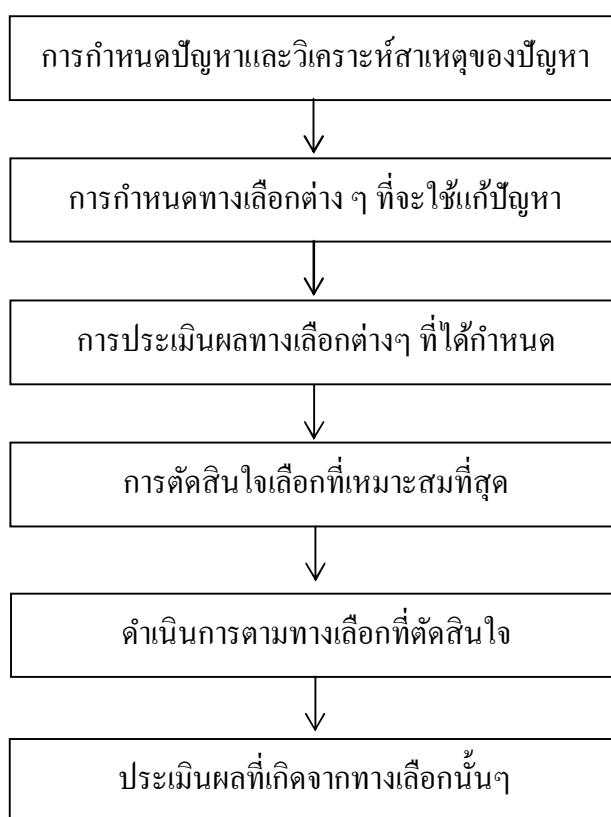 การกำหนดปัญหาและวิเคราะห์สาเหตุของปัญหา
การกำหนดทางเลือกต่าง ๆ ที่จะใช้แก้ปัญหา
การประเมินผลทางเลือกต่างๆ ที่ได้กำหนด
การตัดสินใจเลือกที่เหมาะสมที่สุด
ดำเนินการตามทางเลือกที่ตัดสินใจ
ประเมินผลที่เกิดจากทางเลือกนั้นๆ